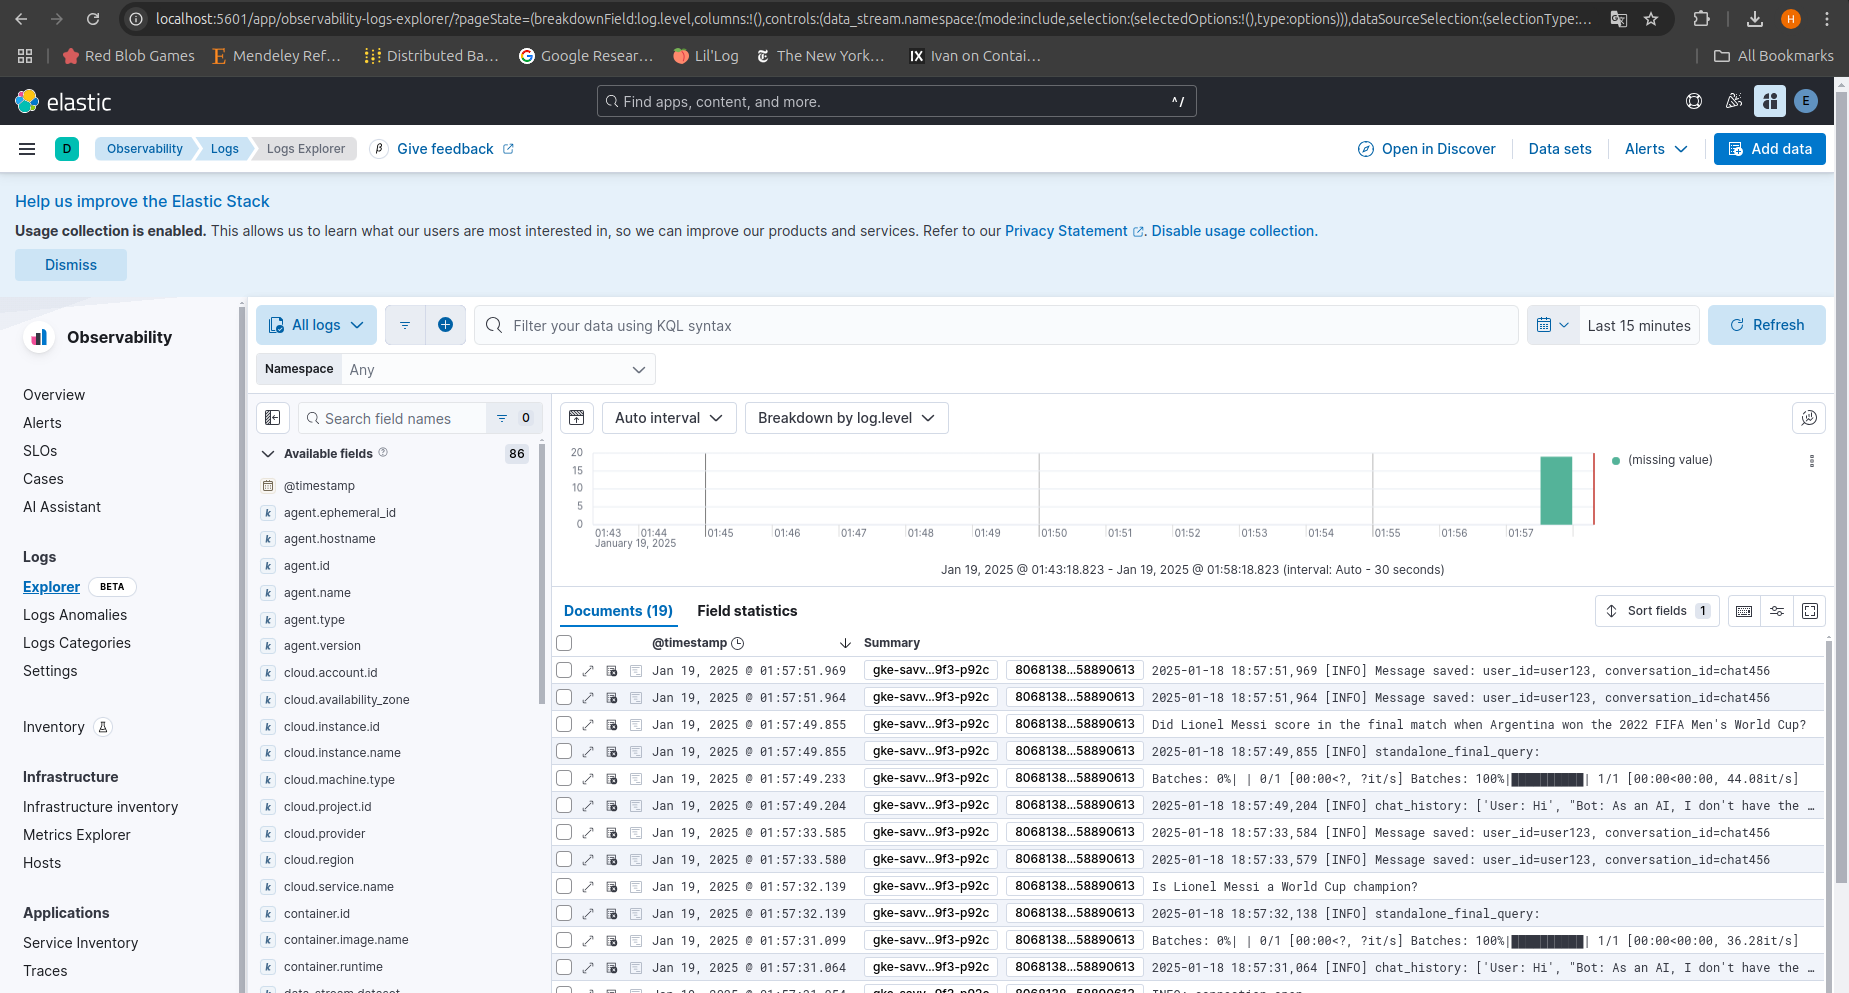 localhost:5601/app/observability-logs-explorer/?pageState=(breakdownField:log.level,columns:!(),controls:(data_stream.namespace:(mode:include,selection:(selectedOptions:!(),type:options))),dataSourceSelection:(selectionType:...
H
Red Blob Games
Mendeley Ref...
Distributed Ba...
Google Resear...
Lil'Log
The New York...
IX Ivan on Contai...
All Bookmarks
elastic
Find apps, content, and more.
^/
E
D
Observability
Logs
Logs Explorer
β
Give feedback
Open in Discover
Data sets
Alerts
Add data
Help us improve the Elastic Stack
Usage collection is enabled. This allows us to learn what our users are most interested in, so we can improve our products and services. Refer to our Privacy Statement. Disable usage collection.
Dismiss
Observability
Overview
Alerts
SLOs
Cases
AI Assistant
Logs
Explorer BETA
Logs Anomalies
Logs Categories
Settings
Inventory
Infrastructure
Infrastructure inventory
Metrics Explorer
Hosts
Applications
Service Inventory
Traces
All logs
Filter your data using KQL syntax
Last 15 minutes
Refresh
Namespace Any
Search field names
0
Available fields
86
@timestamp
k agent.ephemeral_id
k agent.hostname
k agent.id
k agent.name
k agent.type
k agent.version
k cloud.account.id
k cloud.availability_zone
k cloud.instance.id
k cloud.instance.name
k cloud.machine.type
k cloud.project.id
k cloud.provider
k cloud.region
k cloud.service.name
k container.id
k container.image.name
k container.runtime
data_stream.dataset
Auto interval
Breakdown by log.level
20
15
10
5
0
01:43 01:44 01:45 01:46 01:47 01:48 01:49 01:50 01:51 01:52 01:53 01:54 01:55 01:56 01:57
January 19, 2025
(missing value)
Jan 19, 2025 @ 01:43:18.823 - Jan 19, 2025 @ 01:58:18.823 (interval: Auto - 30 seconds)
Documents (19)
Field statistics
Sort fields 1
@timestamp
Summary
Jan 19, 2025 @ 01:57:51.969 gke-savv...9f3-p92c 8068138...58890613 2025-01-18 18:57:51,969 [INFO] Message saved: user_id=user123, conversation_id=chat456
Jan 19, 2025 @ 01:57:51.964 gke-savv...9f3-p92c 8068138...58890613 2025-01-18 18:57:51,964 [INFO] Message saved: user_id=user123, conversation_id=chat456
Jan 19, 2025 @ 01:57:49.855 gke-savv...9f3-p92c 8068138...58890613 Did Lionel Messi score in the final match when Argentina won the 2022 FIFA Men's World Cup?
Jan 19, 2025 @ 01:57:49.855 gke-savv...9f3-p92c 8068138...58890613 2025-01-18 18:57:49,855 [INFO] standalone_final_query:
Jan 19, 2025 @ 01:57:49.233 gke-savv...9f3-p92c 8068138...58890613 Batches: 0%| | 0/1 [00:00<?, ?it/s] Batches: 100%|██████████| 1/1 [00:00<00:00, 44.08it/s]
Jan 19, 2025 @ 01:57:49.204 gke-savv...9f3-p92c 8068138...58890613 2025-01-18 18:57:49,204 [INFO] chat_history: ['User: Hi', "Bot: As an AI, I don't have the ...
Jan 19, 2025 @ 01:57:33.585 gke-savv...9f3-p92c 8068138...58890613 2025-01-18 18:57:33,584 [INFO] Message saved: user_id=user123, conversation_id=chat456
Jan 19, 2025 @ 01:57:33.580 gke-savv...9f3-p92c 8068138...58890613 2025-01-18 18:57:33,579 [INFO] Message saved: user_id=user123, conversation_id=chat456
Jan 19, 2025 @ 01:57:32.139 gke-savv...9f3-p92c 8068138...58890613 Is Lionel Messi a World Cup champion?
Jan 19, 2025 @ 01:57:32.139 gke-savv...9f3-p92c 8068138...58890613 2025-01-18 18:57:32,138 [INFO] standalone_final_query:
Jan 19, 2025 @ 01:57:31.099 gke-savv...9f3-p92c 8068138...58890613 Batches: 0%| | 0/1 [00:00<?, ?it/s] Batches: 100%|██████████| 1/1 [00:00<00:00, 36.28it/s]
Jan 19, 2025 @ 01:57:31.064 gke-savv...9f3-p92c 8068138...58890613 2025-01-18 18:57:31,064 [INFO] chat_history: ['User: Hi', "Bot: As an AI, I don't have the ...